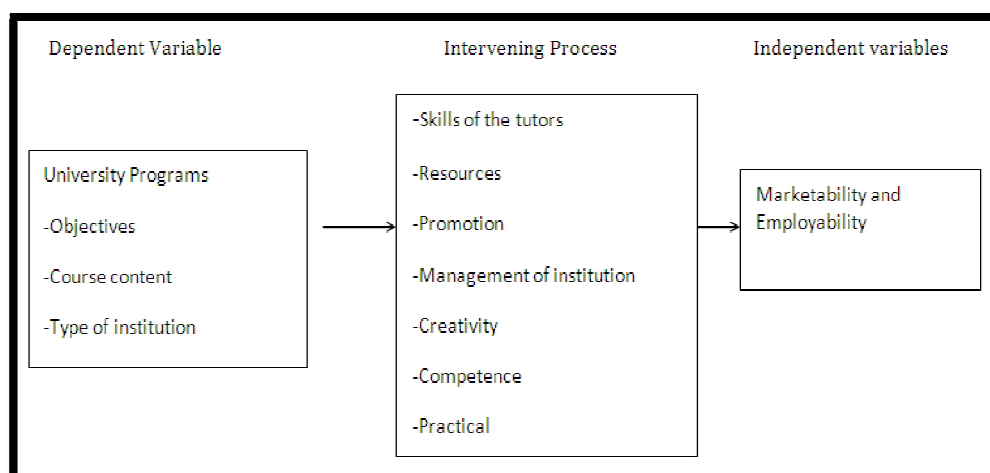 Dependent Variable
Intervening Process
Independent variables
University Programs
-Objectives
-Course content
-Type of institution
-Skills of the tutors
-Resources
-Promotion
-Management of institution
-Creativity
-Competence
-Practical
Marketability and
Employability